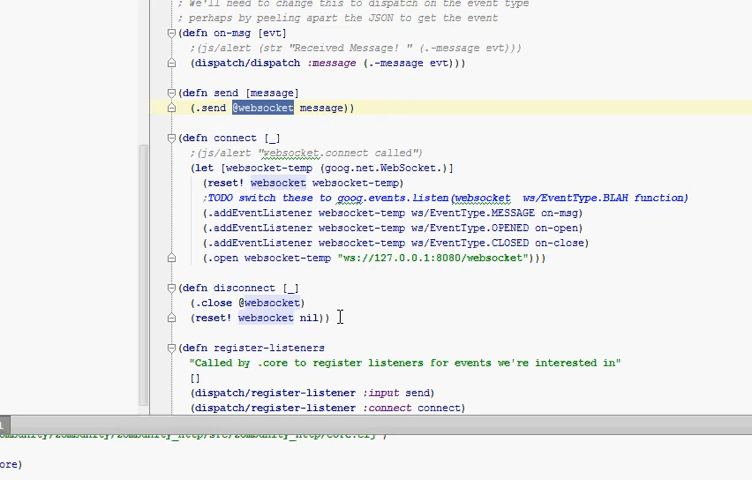 ; We'll need to change this to dispatch on the event type
; perhaps by peeling apart the JSON to get the event
(defn on-msg [evt]
;(js/alert (str "Received Message! " (.-message evt)))
(dispatch/dispatch :message (.-message evt)))
(defn send [message]
(.send @websocket message))
(defn connect [_]
;(js/alert "websocket.connect called")
(let [websocket-temp (goog.net.WebSocket.)]
(reset! websocket websocket-temp)
;TODO switch these to goog.events.listen(websocket  ws/EventType.BLAH function)
(.addEventListener websocket-temp ws/EventType.MESSAGE on-msg)
(.addEventListener websocket-temp ws/EventType.OPENED on-open)
(.addEventListener websocket-temp ws/EventType.CLOSED on-close)
(.open websocket-temp "ws://127.0.0.1:8080/websocket")))
(defn disconnect [_]
(.close @websocket)
(reset! websocket nil))
(defn register-listeners
"Called by .core to register listeners for events we're interested in"
[]
(dispatch/register-listener :input send)
(dispatch/register-listener :connect connect)
ore)